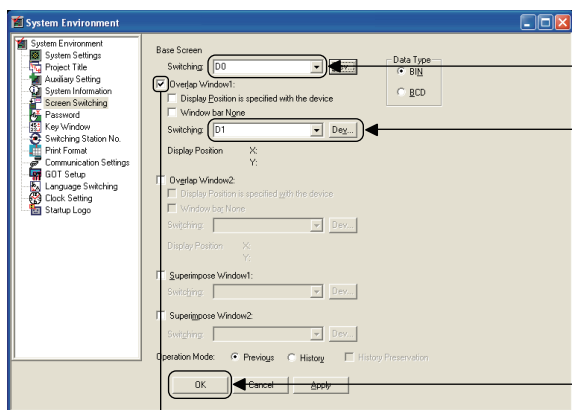 System Environment
System Environment
System Settings
Project Title
Auxiliary Setting
System Information
Screen Switching
Password
Key Window
Switching Station No.
Print Format
Communication Settings
GOT Setup
Language Switching
Clock Setting
Startup Logo
Base Screen
Switching: D0 Dev...
Data Type
BIN
BCD
Overlap Window1:
Display Position is specified with the device
Window bar None
Switching: D1 Dev...
Display Position X:
Y:
Overlap Window2:
Display Position is specified with the device
Window bar None
Switching: Dev...
Display Position X:
Y:
Superimpose Window1:
Switching: Dev...
Superimpose Window2:
Switching: Dev...
Operation Mode: Previous History History Preservation
OK Cancel Apply